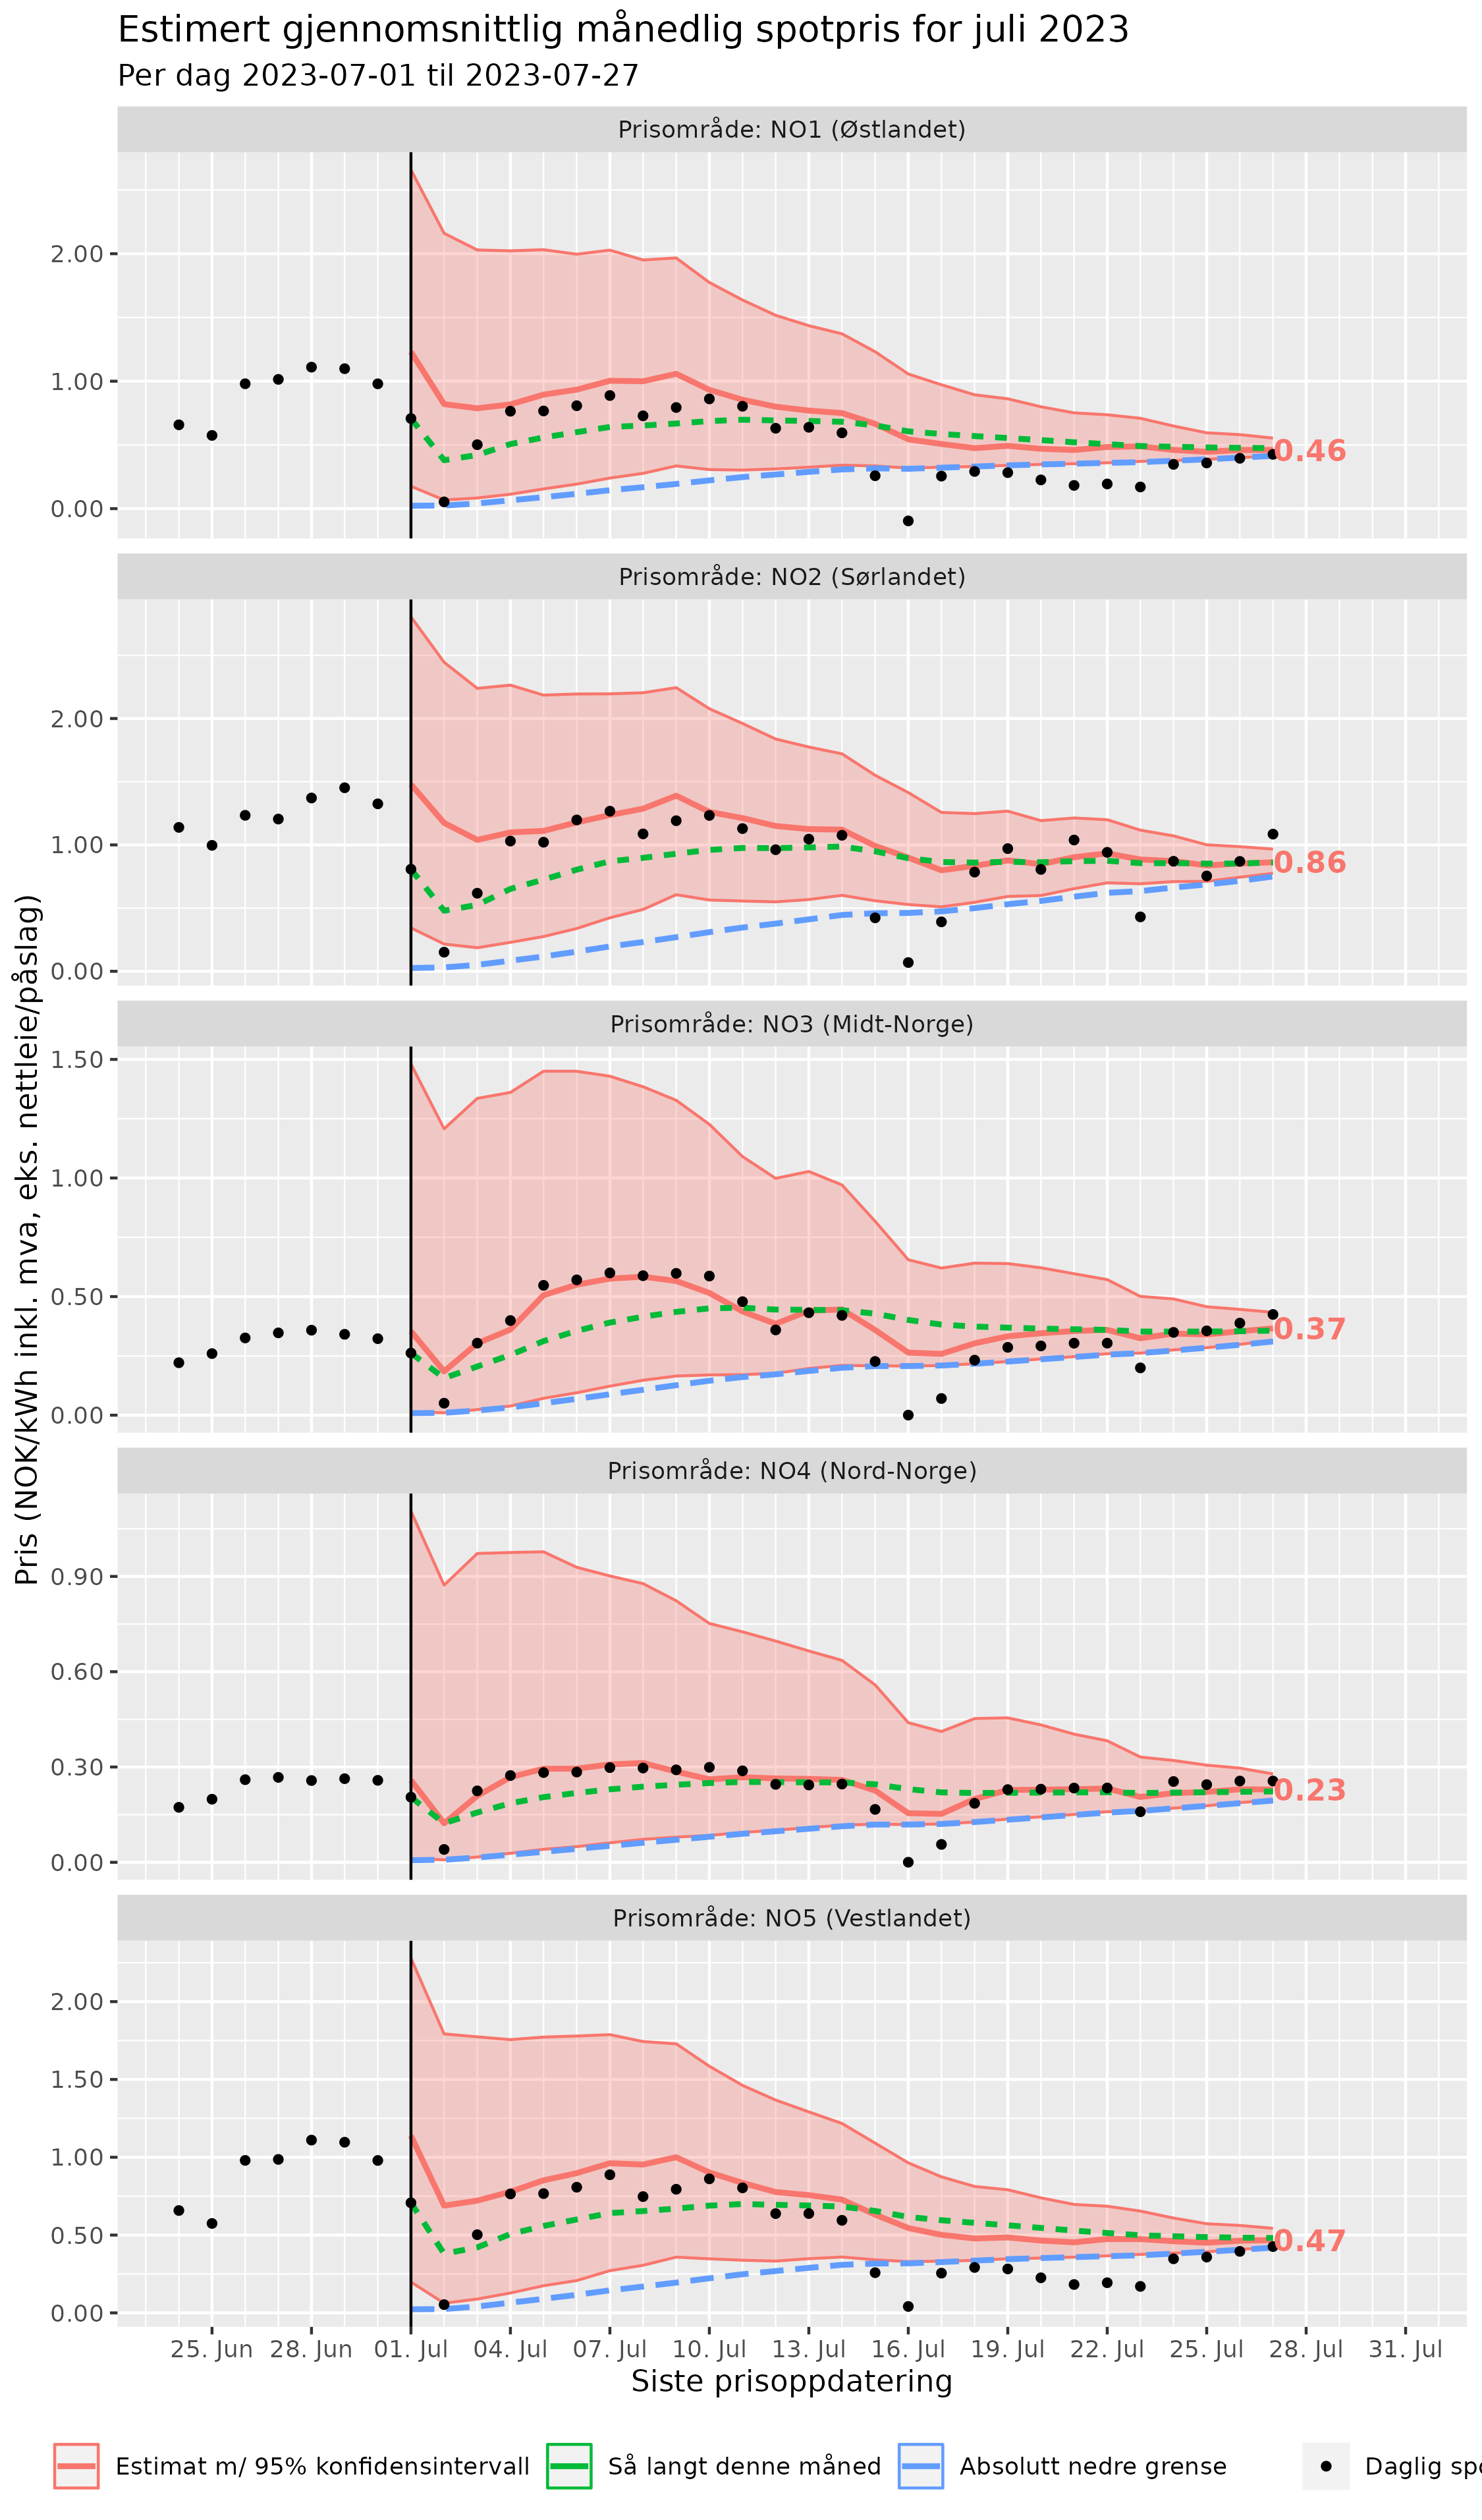 Estimert gjennomsnittlig månedlig spotpris for juli 2023
Per dag 2023-07-01 til 2023-07-27
Pris (NOK/kWh inkl. mva, eks. nettleie/påslag)
Prisområde: NO1 (Østlandet)
2.00
1.00
0.00
0.46
Prisområde: NO2 (Sørlandet)
2.00
1.00
0.00
0.86
Prisområde: NO3 (Midt-Norge)
1.50
1.00
0.50
0.00
0.37
Prisområde: NO4 (Nord-Norge)
0.90
0.60
0.30
0.00
0.23
Prisområde: NO5 (Vestlandet)
2.00
1.50
1.00
0.50
0.00
0.47
25. Jun 28. Jun 01. Jul 04. Jul 07. Jul 10. Jul 13. Jul 16. Jul 19. Jul 22. Jul 25. Jul 28. Jul 31. Jul
Siste prisoppdatering
Estimat m/ 95% konfidensintervall Så langt denne måned Absolutt nedre grense Daglig